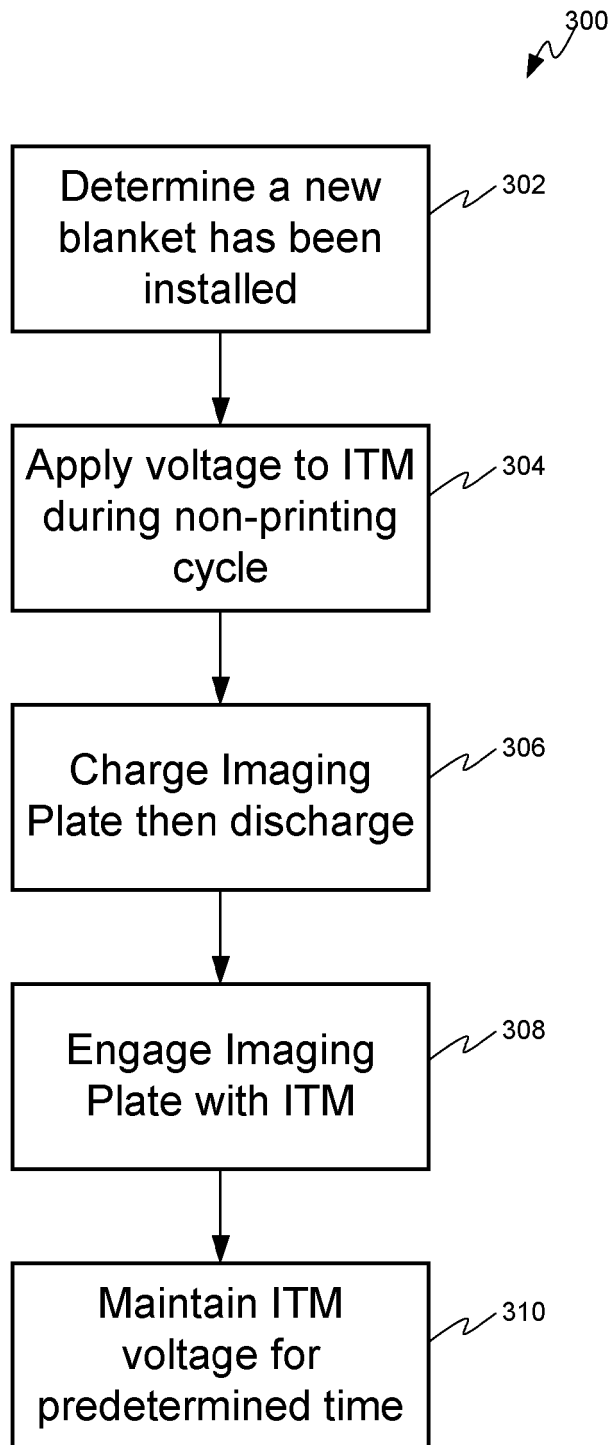 300
Determine a new
blanket has been
installed
302
Apply voltage to ITM
during non-printing
cycle
304
Charge Imaging
Plate then discharge
306
Engage Imaging
Plate with ITM
308
Maintain ITM
voltage for
predetermined time
310